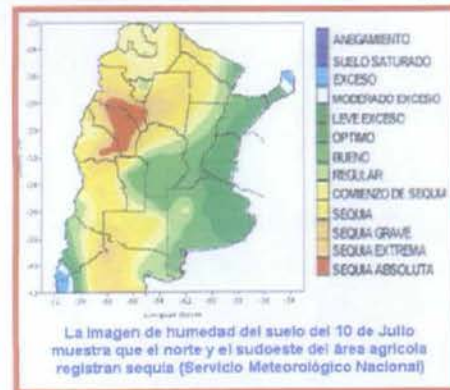 ANEGAMIENTO
SUELO SATURADO
EXCESO
MODERADO EXCESO
LEVE EXCESO
OPTIMO
BUENO
REGULAR
COMIENZO DE SEQUIA
SEQUIA
SEQUIA GRAVE
SEQUIA EXTREMA
SEQUIA ABSOLUTA
La imagen de humedad del suelo del 10 de Julio
muestra que el norte y el sudoeste del área agrícola
registran sequía (Servicio Meteorológico Nacional)